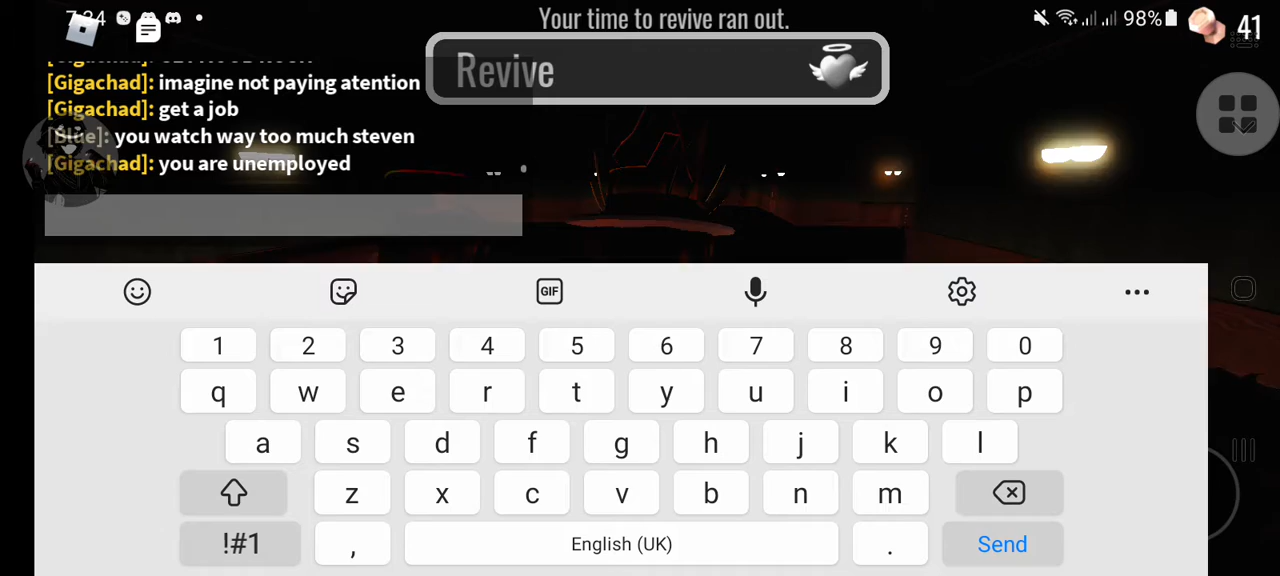 7:34
Your time to revive ran out.
98%
41
Revive
[Gigachad]: imagine not paying atention
[Gigachad]: get a job
[Blue]: you watch way too much steven
[Gigachad]: you are unemployed
GIF
1 2 3 4 5 6 7 8 9 0
q w e r t y u i o p
a s d f g h j k l
z x c v b n m
!#1 , English (UK) . Send